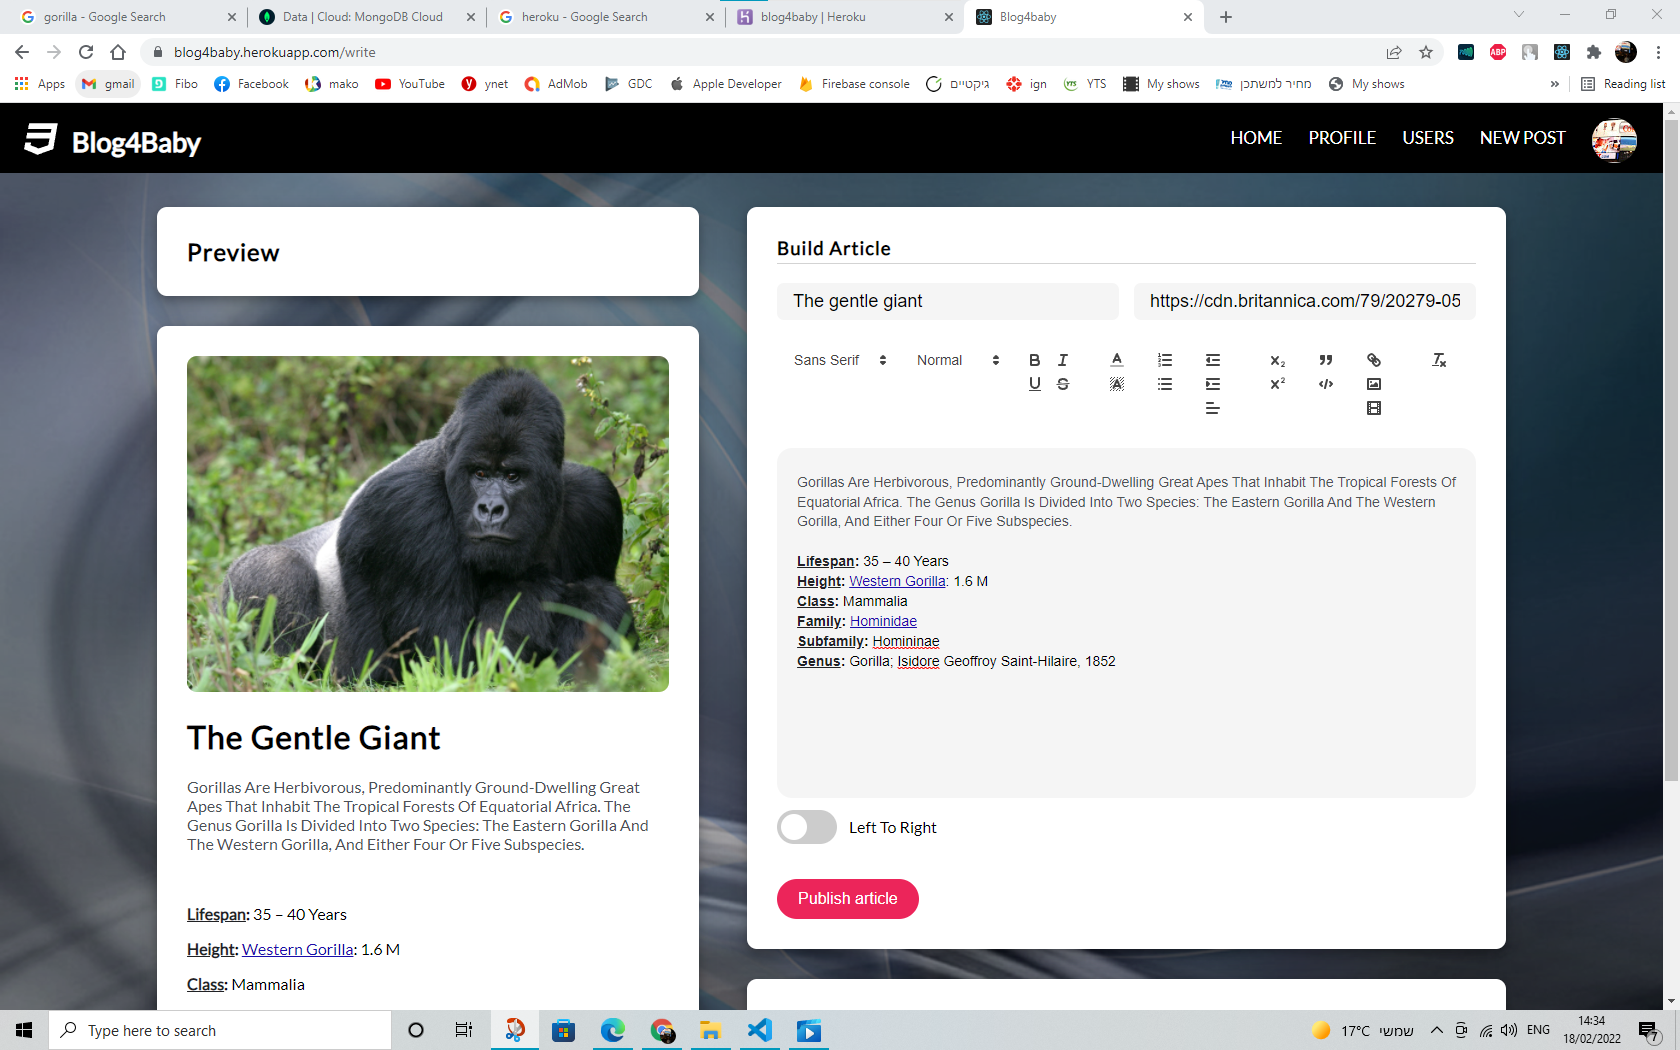 gorilla - Google Search
Data | Cloud: MongoDB Cloud
heroku - Google Search
blog4baby | Heroku
Blog4baby
blog4baby.herokuapp.com/write
ABP
Apps
gmail
Fibo
Facebook
mako
YouTube
ynet
AdMob
GDC
Apple Developer
Firebase console
גיקטיים
ign
YTS
My shows
מחיר למשתכן
My shows
»
Reading list
Blog4Baby
HOME
PROFILE
USERS
NEW POST
Preview
The Gentle Giant
Gorillas Are Herbivorous, Predominantly Ground-Dwelling Great
Apes That Inhabit The Tropical Forests Of Equatorial Africa. The
Genus Gorilla Is Divided Into Two Species: The Eastern Gorilla And
The Western Gorilla, And Either Four Or Five Subspecies.
Lifespan: 35 – 40 Years
Height: Western Gorilla: 1.6 M
Class: Mammalia
Build Article
The gentle giant
https://cdn.britannica.com/79/20279-05
Sans Serif
Normal
Gorillas Are Herbivorous, Predominantly Ground-Dwelling Great Apes That Inhabit The Tropical Forests Of
Equatorial Africa. The Genus Gorilla Is Divided Into Two Species: The Eastern Gorilla And The Western
Gorilla, And Either Four Or Five Subspecies.
Lifespan: 35 – 40 Years
Height: Western Gorilla: 1.6 M
Class: Mammalia
Family: Hominidae
Subfamily: Homininae
Genus: Gorilla; Isidore Geoffroy Saint-Hilaire, 1852
Left To Right
Publish article
Type here to search
17°C שמשי
ENG
14:34
18/02/2022
7